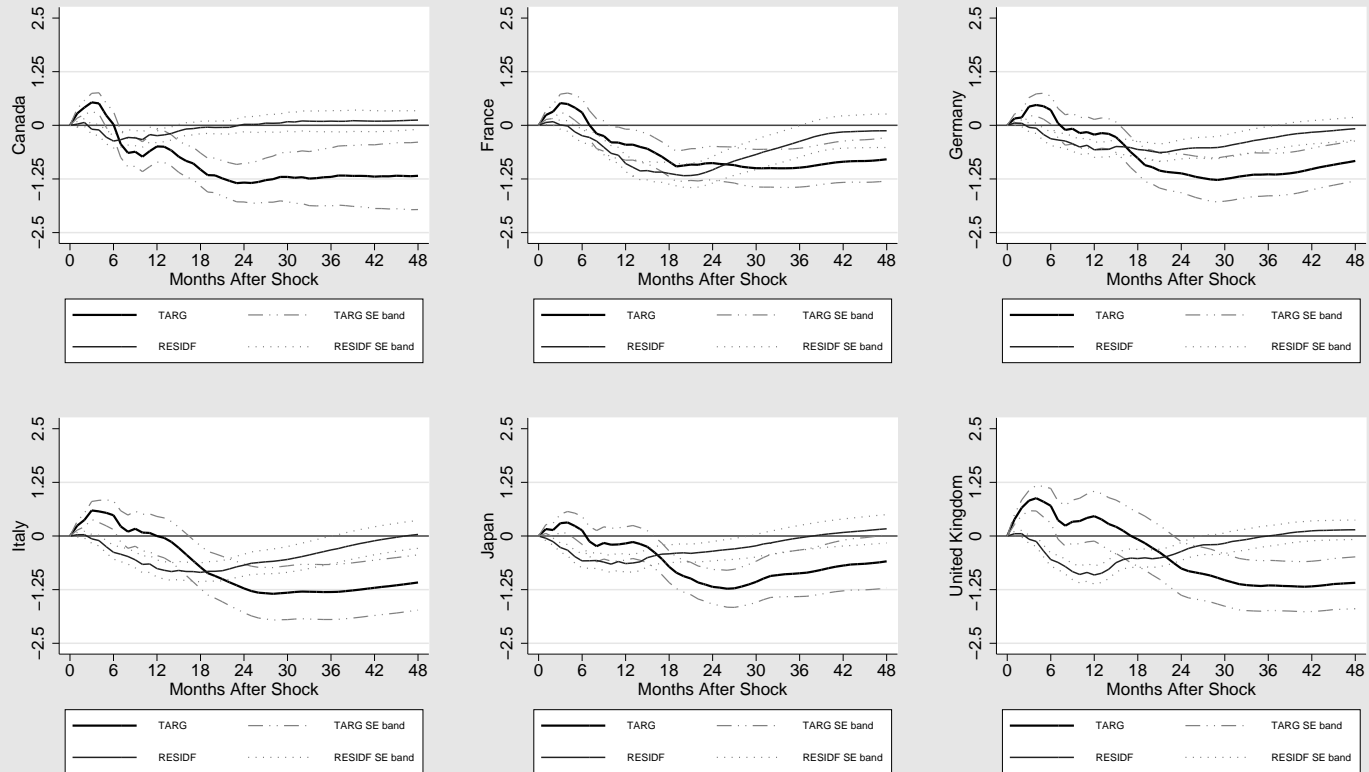 Canada
2.5
1.25
0
−1.25
−2.5
0 6 12 18 24 30 36 42 48
Months After Shock
TARG TARG SE band
RESIDF RESIDF SE band
France
2.5
1.25
0
−1.25
−2.5
0 6 12 18 24 30 36 42 48
Months After Shock
TARG TARG SE band
RESIDF RESIDF SE band
Germany
2.5
1.25
0
−1.25
−2.5
0 6 12 18 24 30 36 42 48
Months After Shock
TARG TARG SE band
RESIDF RESIDF SE band
Italy
2.5
1.25
0
−1.25
−2.5
0 6 12 18 24 30 36 42 48
Months After Shock
TARG TARG SE band
RESIDF RESIDF SE band
Japan
2.5
1.25
0
−1.25
−2.5
0 6 12 18 24 30 36 42 48
Months After Shock
TARG TARG SE band
RESIDF RESIDF SE band
United Kingdom
2.5
1.25
0
−1.25
−2.5
0 6 12 18 24 30 36 42 48
Months After Shock
TARG TARG SE band
RESIDF RESIDF SE band